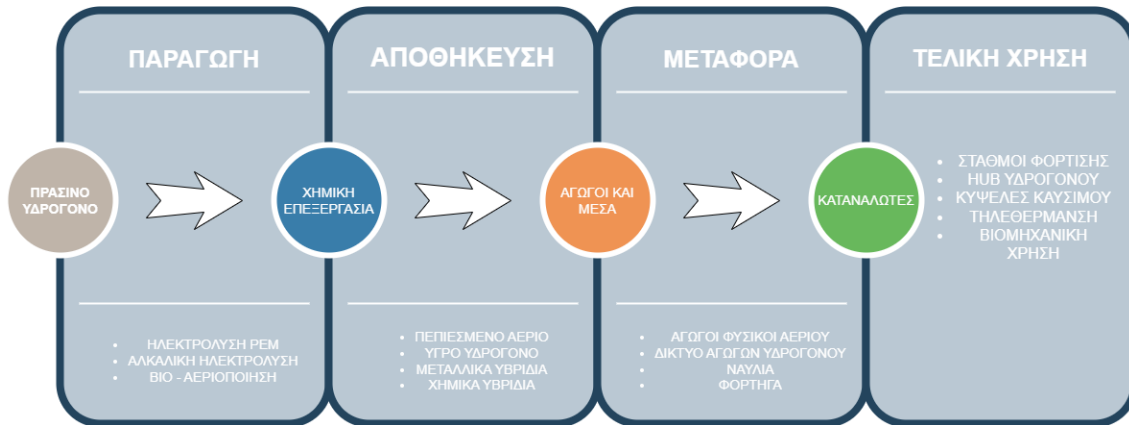 ΠΑΡΑΓΩΓΗ
ΑΠΟΘΗΚΕΥΣΗ
ΜΕΤΑΦΟΡΑ
ΤΕΛΙΚΗ ΧΡΗΣΗ
ΠΡΑΣΙΝΟ
ΥΔΡΟΓΟΝΟ
ΧΗΜΙΚΗ
ΕΠΕΞΕΡΓΑΣΙΑ
ΑΓΩΓΟΙ ΚΑΙ
ΜΕΣΑ
ΚΑΤΑΝΑΛΩΤΕΣ
• ΣΤΑΘΜΟΙ ΦΟΡΤΙΣΗΣ
• HUB ΥΔΡΟΓΟΝΟΥ
• ΚΥΨΕΛΕΣ ΚΑΥΣΙΜΟΥ
• ΤΗΛΕΘΕΡΜΑΝΣΗ
• ΒΙΟΜΗΧΑΝΙΚΗ
ΧΡΗΣΗ
• ΗΛΕΚΤΡΟΛΥΣΗ PEM
• ΑΛΚΑΛΙΚΗ ΗΛΕΚΤΡΟΛΥΣΗ
• ΒΙΟ - ΑΕΡΙΟΠΟΙΗΣΗ
• ΠΕΠΙΕΣΜΕΝΟ ΑΕΡΙΟ
• ΥΓΡΟ ΥΔΡΟΓΟΝΟ
• ΜΕΤΑΛΛΙΚΑ ΥΒΡΙΔΙΑ
• ΧΗΜΙΚΑ ΥΒΡΙΔΙΑ
• ΑΓΩΓΟΙ ΦΥΣΙΚΟΙ ΑΕΡΙΟΥ
• ΔΙΚΤΥΟ ΑΓΩΓΩΝ ΥΔΡΟΓΟΝΟΥ
• ΝΑΥΛΙΑ
• ΦΟΡΤΗΓΑ